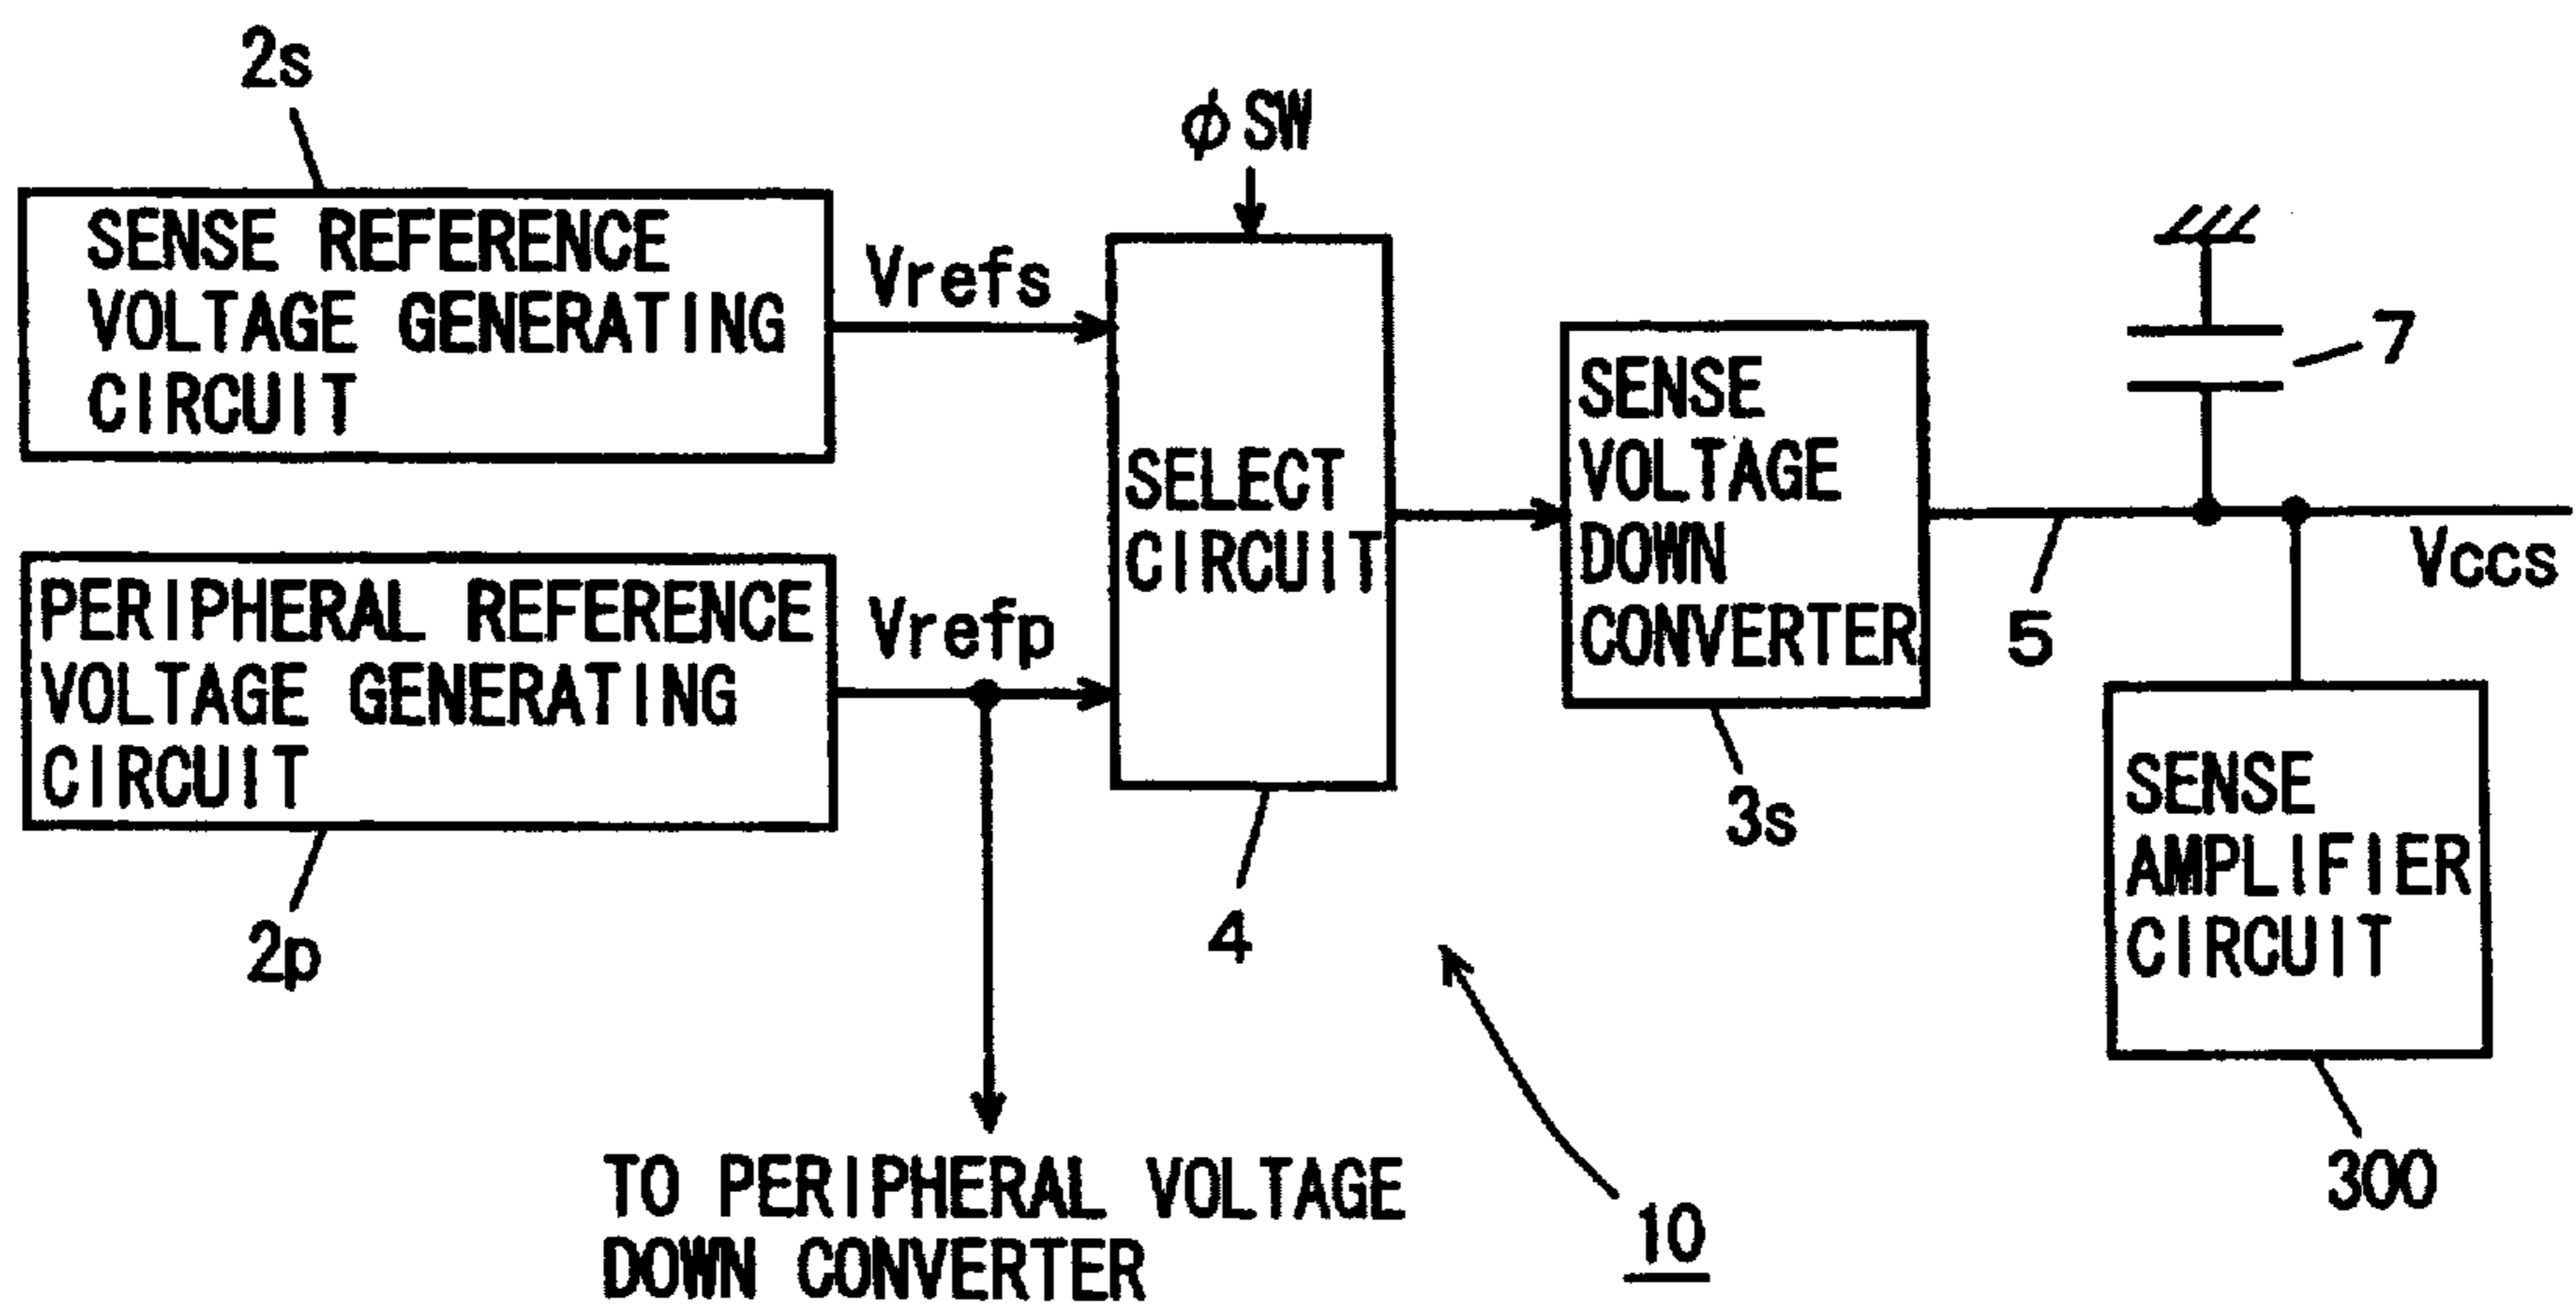 2s
φSW
SENSE REFERENCE
VOLTAGE GENERATING
CIRCUIT
Vrefs
PERIPHERAL REFERENCE
VOLTAGE GENERATING
CIRCUIT
2p
Vrefp
SELECT
CIRCUIT
4
SENSE
VOLTAGE
DOWN
CONVERTER
3s
7
5
Vccs
SENSE
AMPLIFIER
CIRCUIT
300
TO PERIPHERAL VOLTAGE
DOWN CONVERTER
10